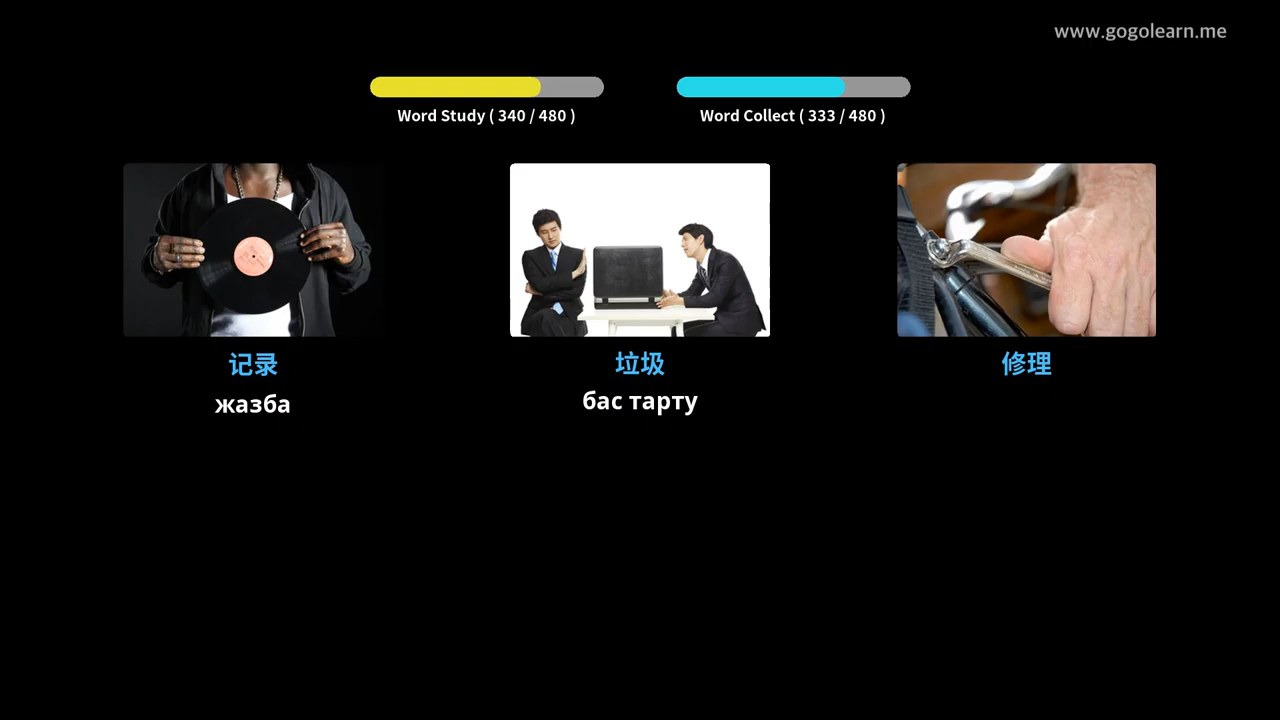 www.gogolearn.me
Word Study ( 340 / 480 )
Word Collect ( 333 / 480 )
记录
жазба
垃圾
бас тарту
修理